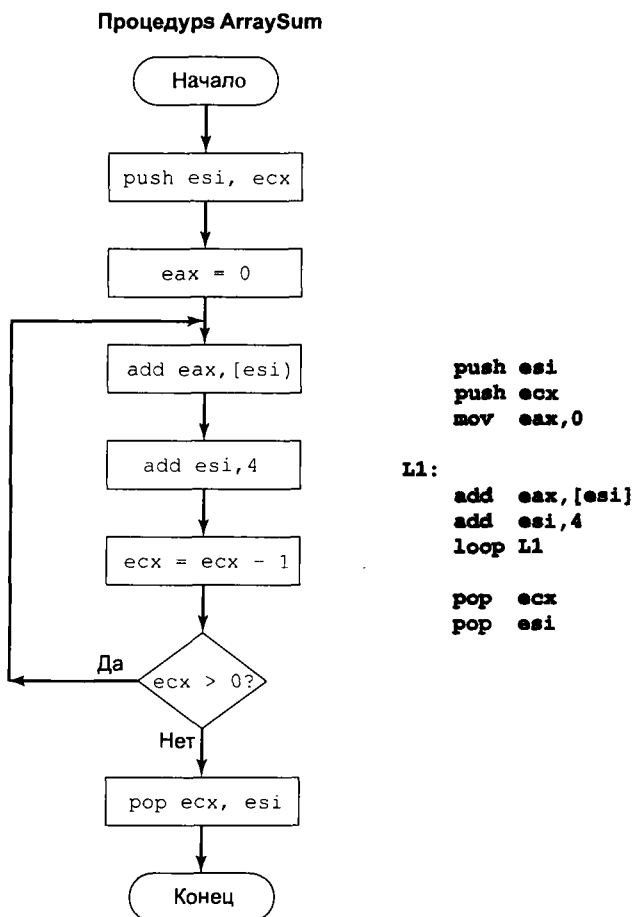 Процедурs ArraySum
Начало
push esi, ecx
eax = 0
add eax,[esi)
add esi,4
ecx = ecx - 1
Да
ecx > 0?
Нет
pop ecx, esi
Конец
push esi
push ecx
mov eax,0
L1:
add eax,[esi]
add esi,4
loop L1
pop ecx
pop esi